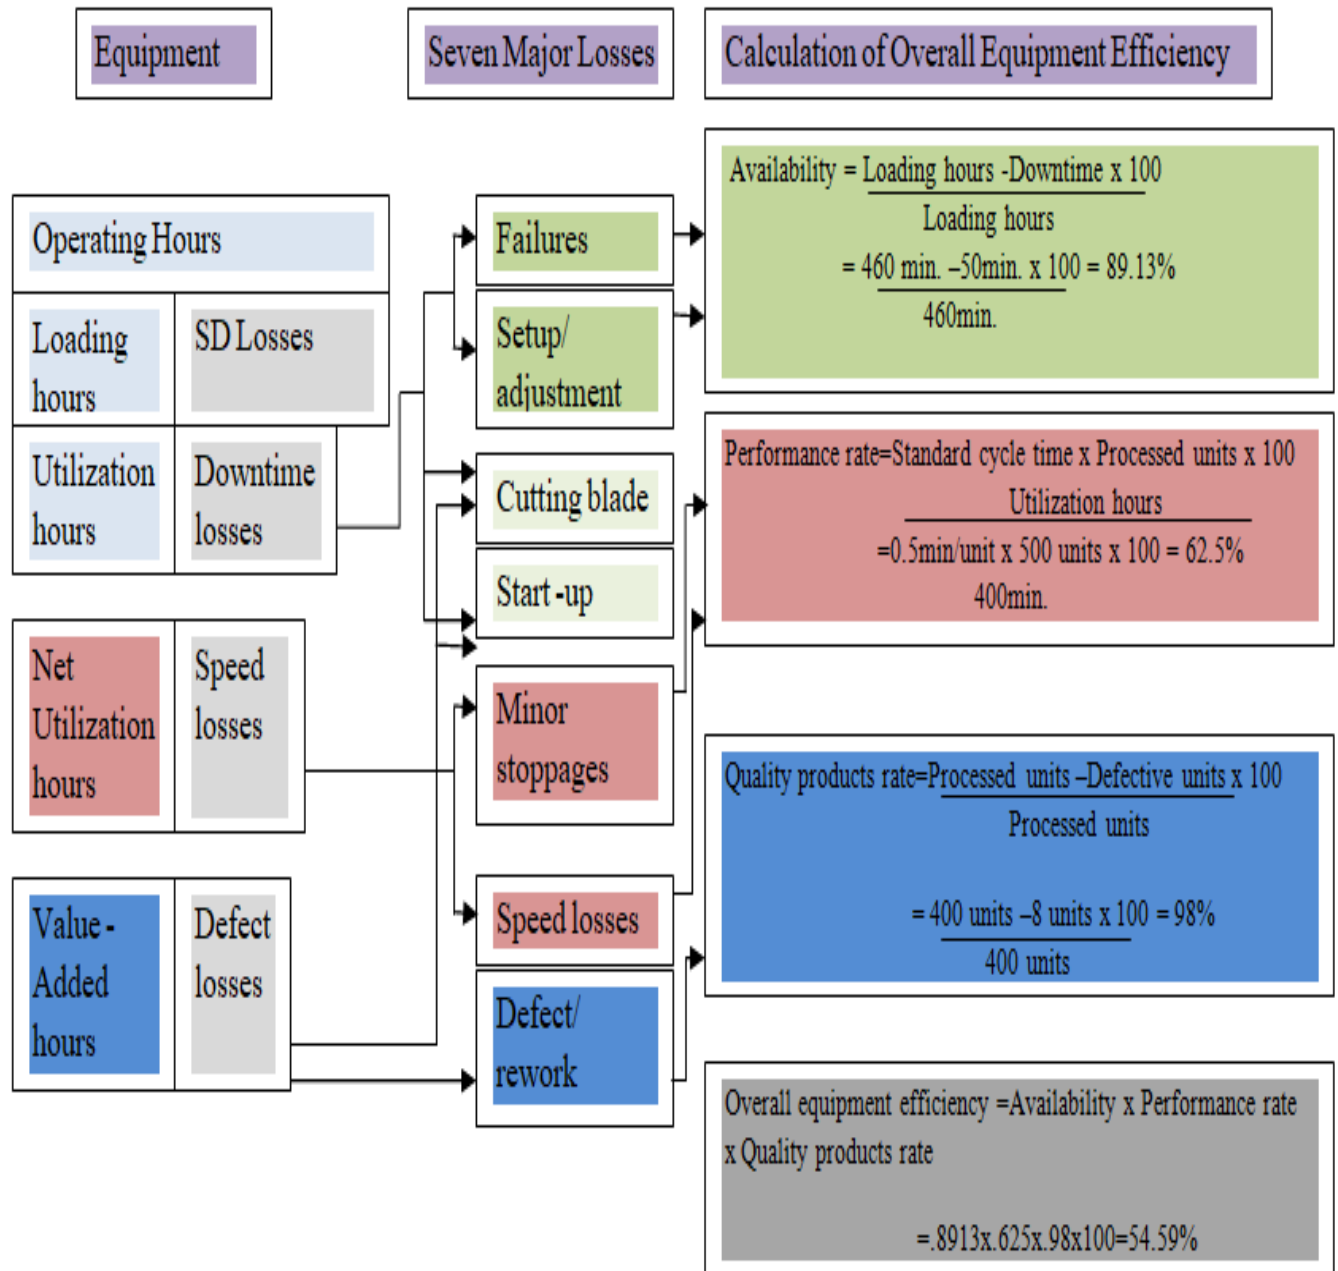 Equipment
Seven Major Losses
Calculation of Overall Equipment Efficiency
Operating Hours
Loading
hours
SD Losses
Utilization
hours
Downtime
losses
Net
Utilization
hours
Speed
losses
Value -
Added
hours
Defect
losses
Failures
Setup/
adjustment
Cutting blade
Start -up
Minor
stoppages
Speed losses
Defect/
rework
Availability = Loading hours -Downtime x 100
Loading hours
= 460 min. –50min. x 100 = 89.13%
460min.
Performance rate=Standard cycle time x Processed units x 100
Utilization hours
=0.5min/unit x 500 units x 100 = 62.5%
400min.
Quality products rate=Processed units –Defective units x 100
Processed units
= 400 units –8 units x 100 = 98%
400 units
Overall equipment efficiency =Availability x Performance rate
x Quality products rate
=.8913x.625x.98x100=54.59%